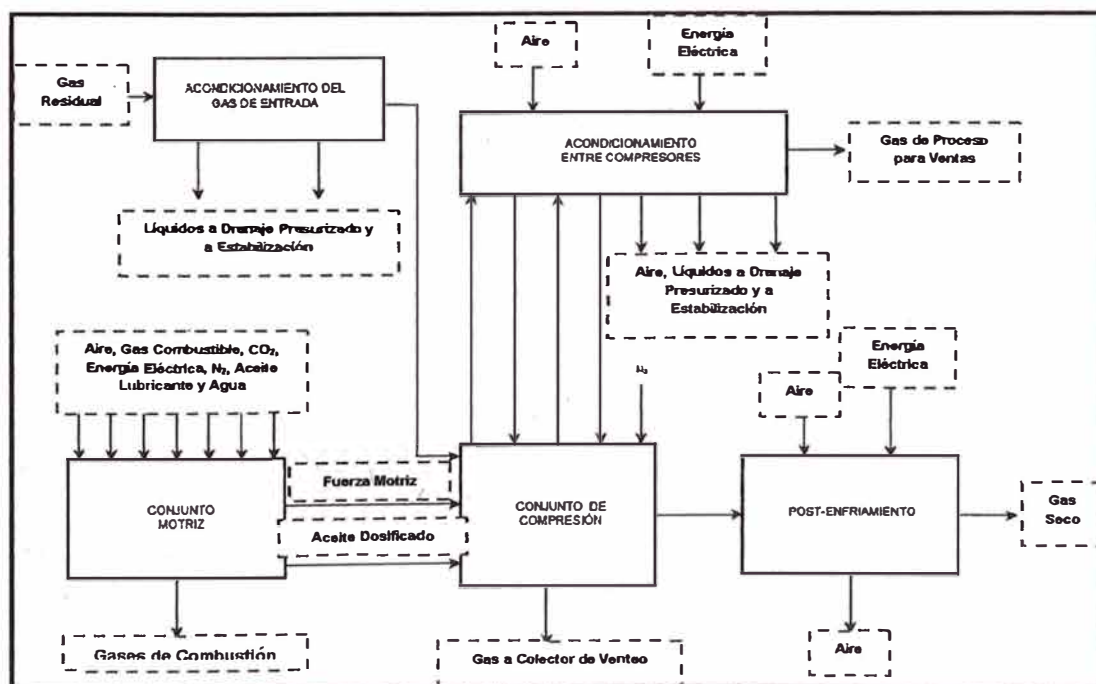 Gas
Residual
ACONDICIONAMIENTO DEL
GAS DE ENTRADA
Líquidos a Drenaje Presurizado y
a Estabilización
Aire
Energía
Eléctrica
ACONDICIONAMIENTO
ENTRE COMPRESORES
Gas de Proceso
para Ventas
Aire, Líquidos a Drenaje
Presurizado y a
Estabilización
Aire, Gas Combustible, CO₂,
Energía Eléctrica, N₂, Aceite
Lubricante y Agua
CONJUNTO
MOTRIZ
Fuerza Motriz
Aceite Dosificado
Gases de Combustión
CONJUNTO DE
COMPRESIÓN
Gas a Colector de Venteo
Aire
Energía
Eléctrica
POST-ENFRIAMIENTO
Gas
Seco
Aire